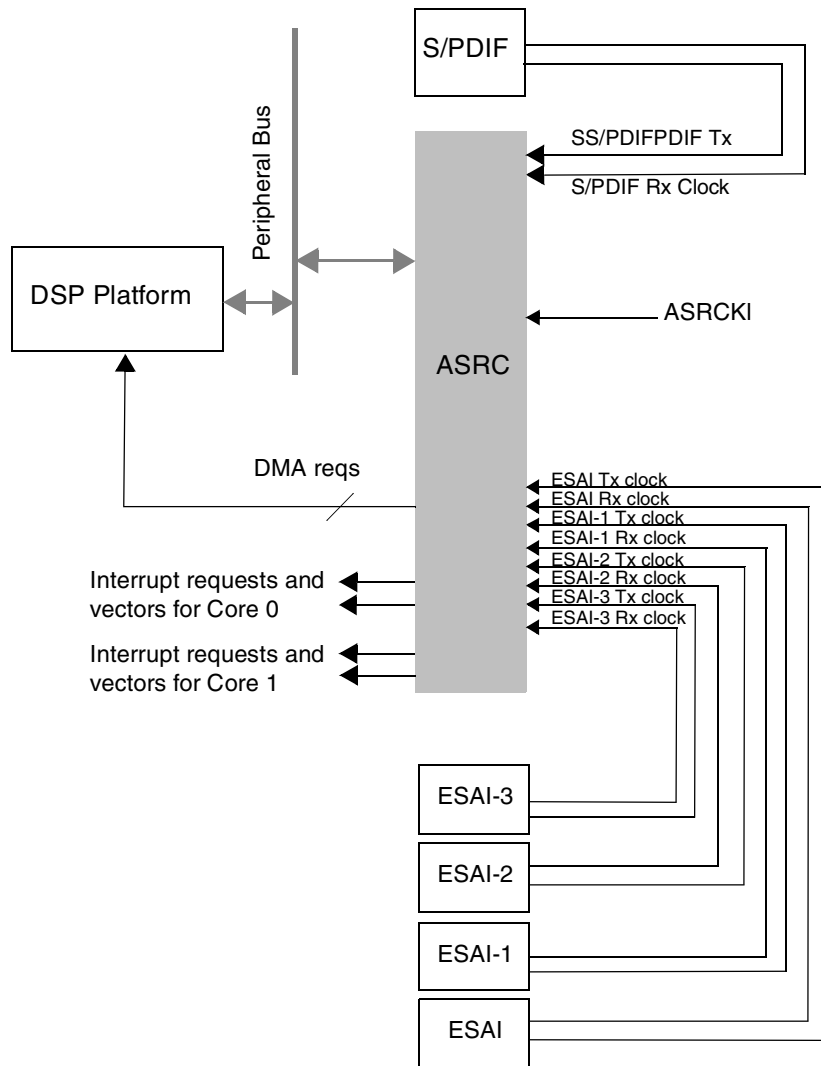 S/PDIF
SS/PDIFPDIF Tx
S/PDIF Rx Clock
Peripheral Bus
DSP Platform
ASRCKI
ASRC
DMA reqs
ESAI Tx clock
ESAI Rx clock
ESAI-1 Tx clock
ESAI-1 Rx clock
ESAI-2 Tx clock
ESAI-2 Rx clock
ESAI-3 Tx clock
ESAI-3 Rx clock
Interrupt requests and
vectors for Core 0
Interrupt requests and
vectors for Core 1
ESAI-3
ESAI-2
ESAI-1
ESAI